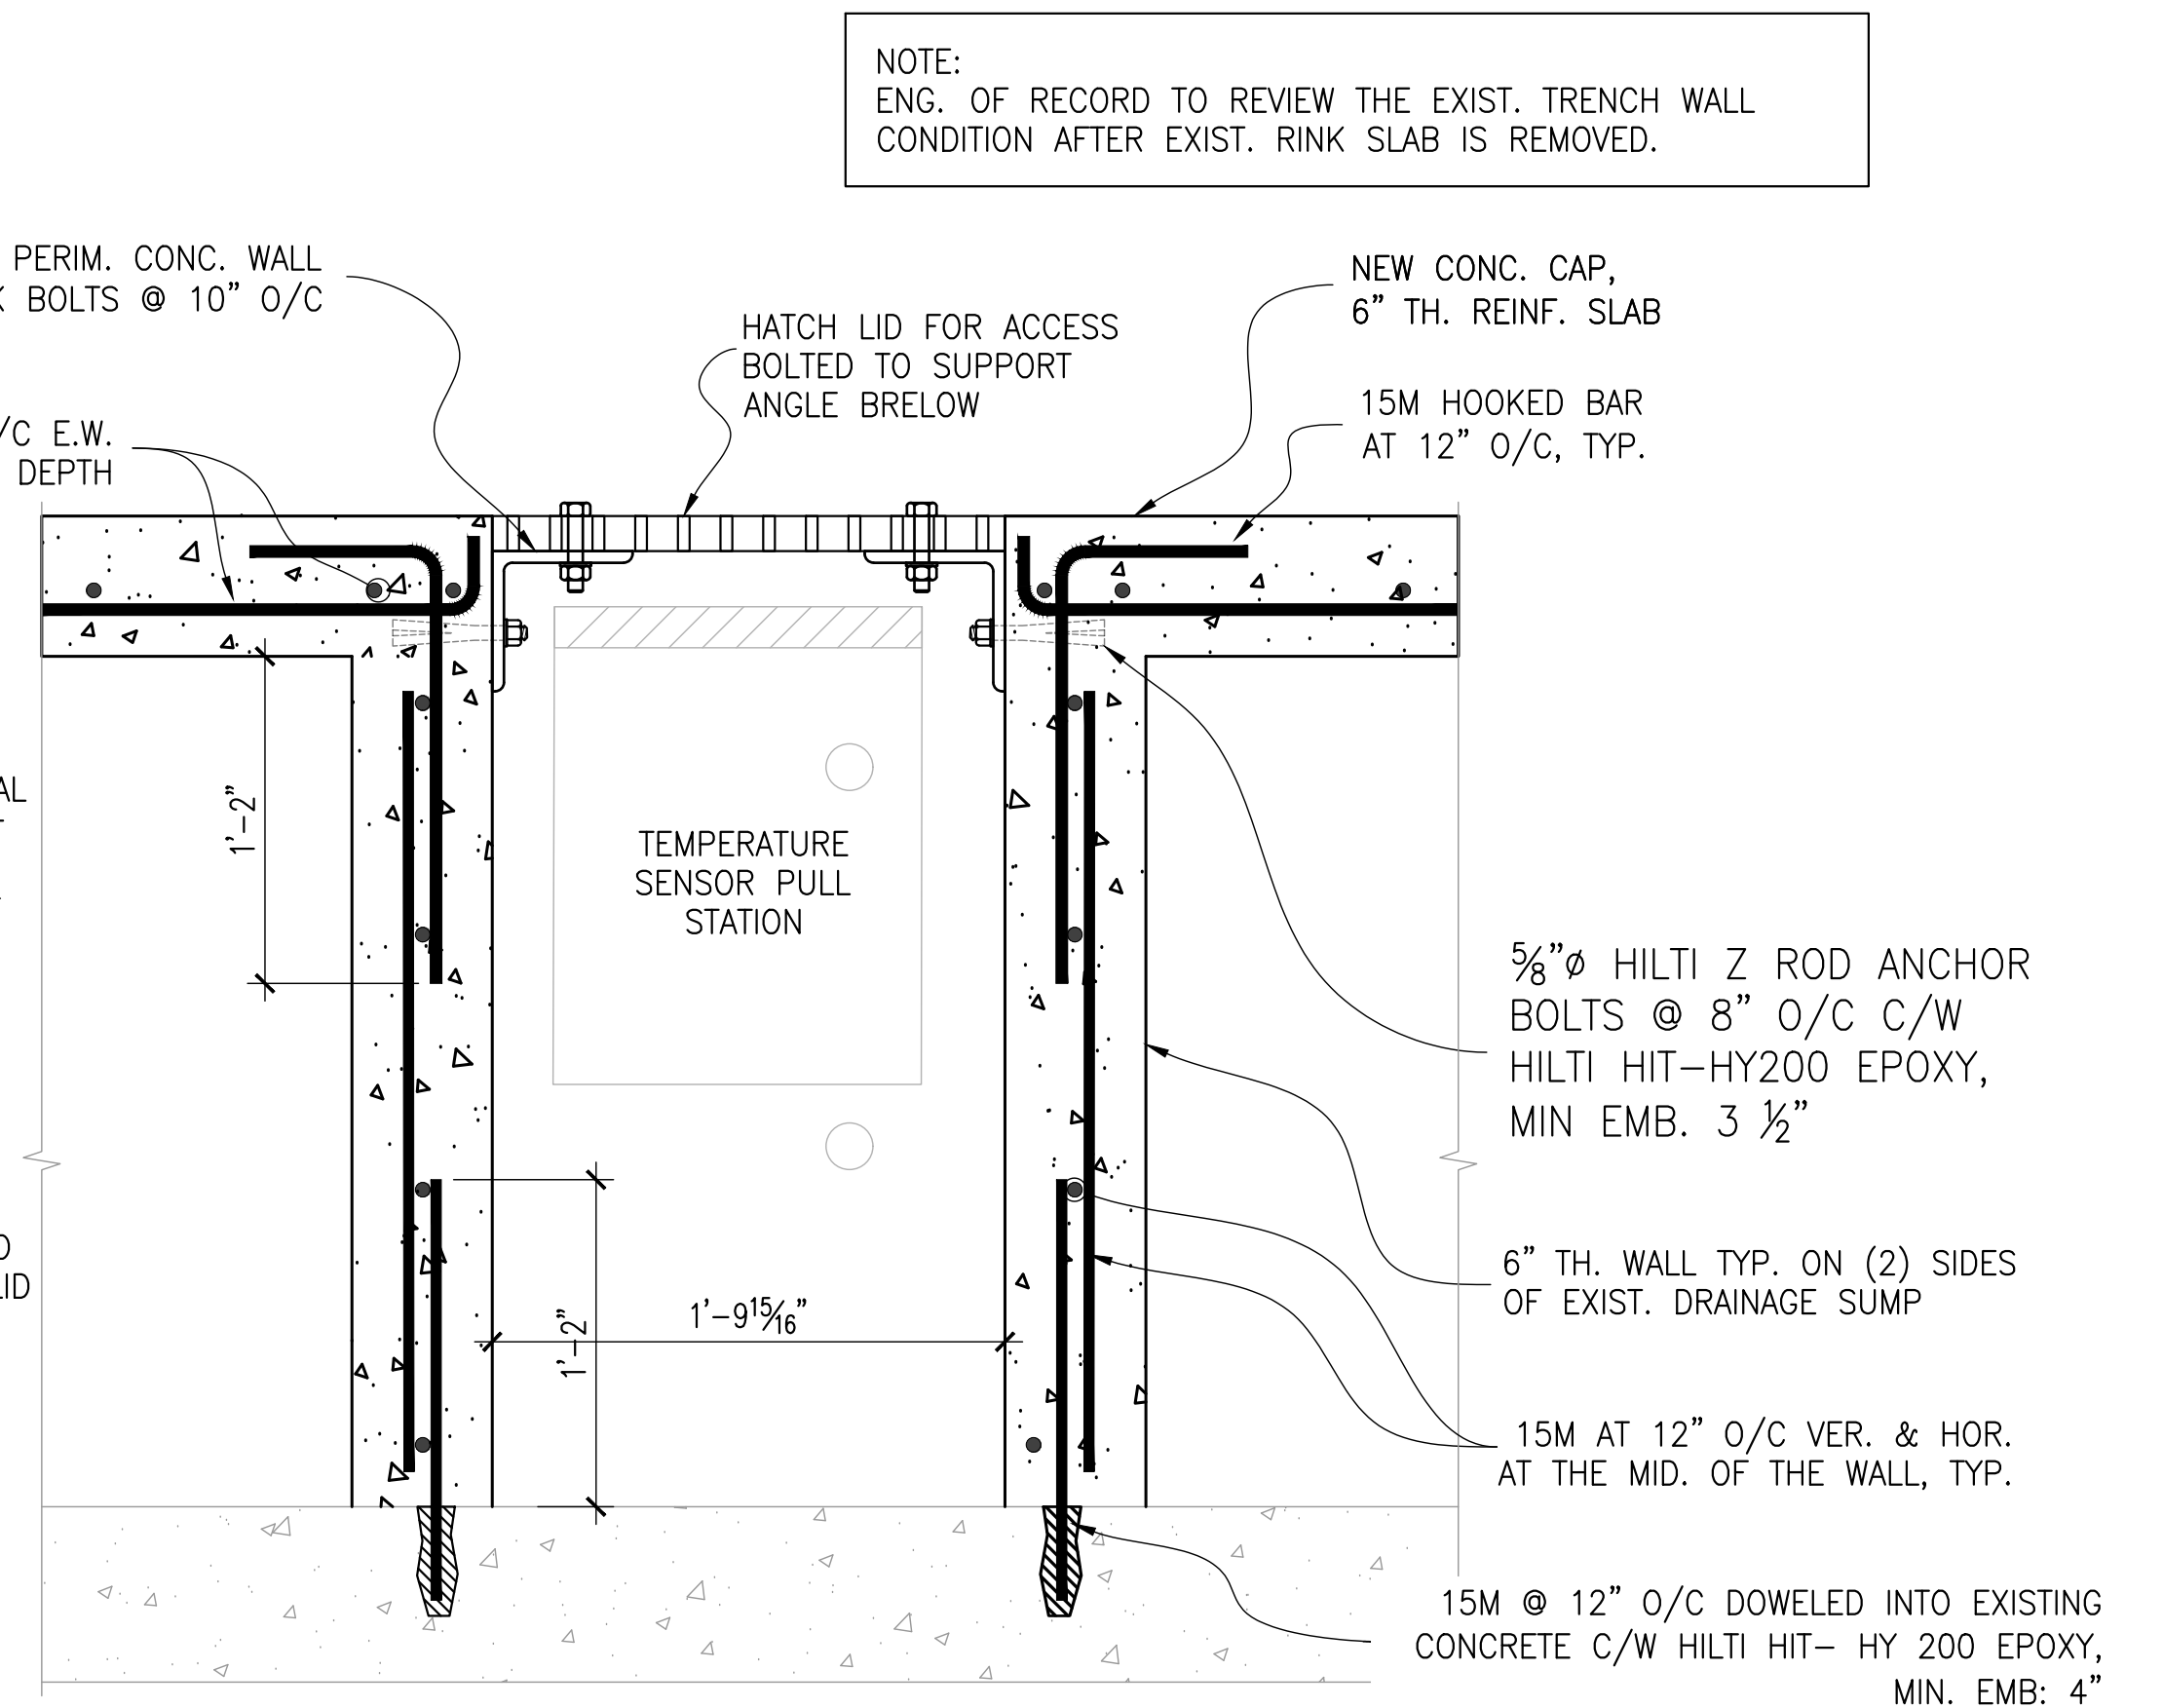 NOTE:
ENG. OF RECORD TO REVIEW THE EXIST. TRENCH WALL
CONDITION AFTER EXIST. RINK SLAB IS REMOVED.
PERIM. CONC. WALL
BOLTS @ 10" O/C
HATCH LID FOR ACCESS
BOLTED TO SUPPORT
ANGLE BRELOW
NEW CONC. CAP,
6" TH. REINF. SLAB
15M HOOKED BAR
AT 12" O/C, TYP.
/C E.W.
DEPTH
1'-2"
TEMPERATURE
SENSOR PULL
STATION
5/8"ø HILTI Z ROD ANCHOR
BOLTS @ 8" O/C C/W
HILTI HIT-HY200 EPOXY,
MIN EMB. 3 1/2"
6" TH. WALL TYP. ON (2) SIDES
OF EXIST. DRAINAGE SUMP
1'-9 15/16"
1'-2"
15M AT 12" O/C VER. & HOR.
AT THE MID. OF THE WALL, TYP.
15M @ 12" O/C DOWELED INTO EXISTING
CONCRETE C/W HILTI HIT- HY 200 EPOXY,
MIN. EMB: 4"